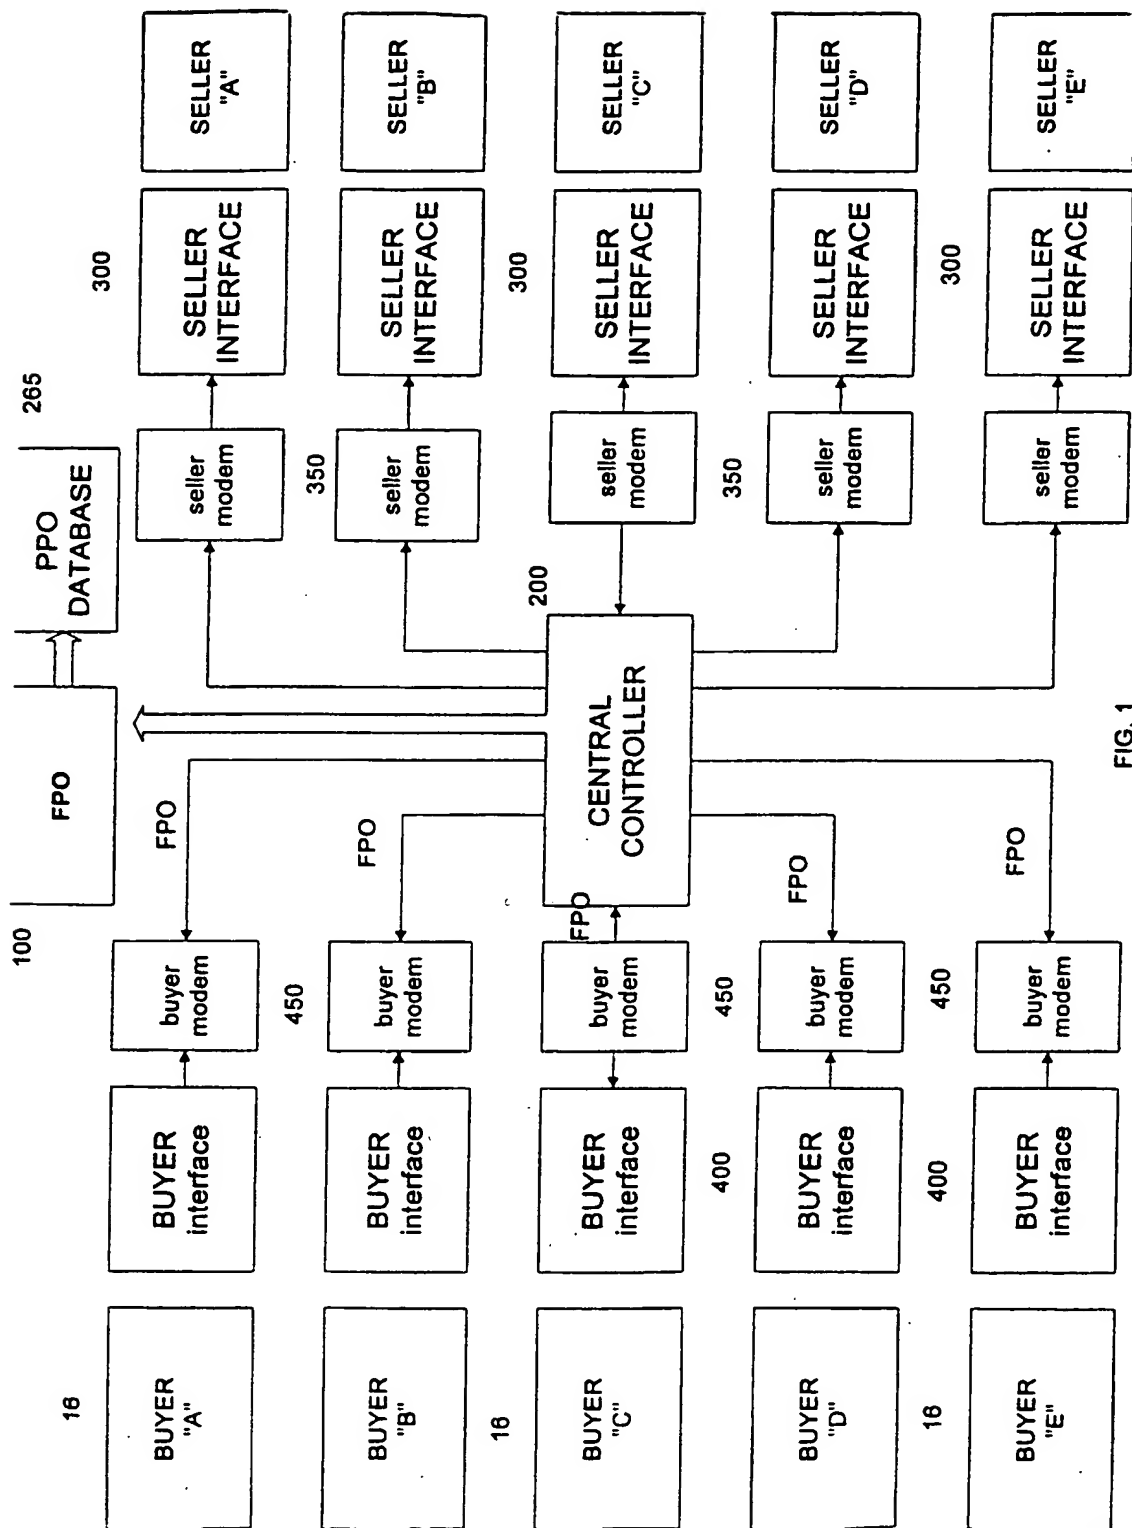 100
265
FPO
PPO
DATABASE
16
300
BUYER
"A"
BUYER
interface
buyer
modem
FPO
seller
modem
SELLER
INTERFACE
SELLER
"A"
450
350
BUYER
"B"
BUYER
interface
buyer
modem
FPO
seller
modem
SELLER
INTERFACE
SELLER
"B"
16
200
300
BUYER
"C"
BUYER
interface
buyer
modem
FPO
CENTRAL
CONTROLLER
seller
modem
SELLER
INTERFACE
SELLER
"C"
400
450
350
BUYER
"D"
BUYER
interface
buyer
modem
FPO
seller
modem
SELLER
INTERFACE
SELLER
"D"
16
400
450
300
BUYER
"E"
BUYER
interface
buyer
modem
FPO
seller
modem
SELLER
INTERFACE
SELLER
"E"
FIG. 1